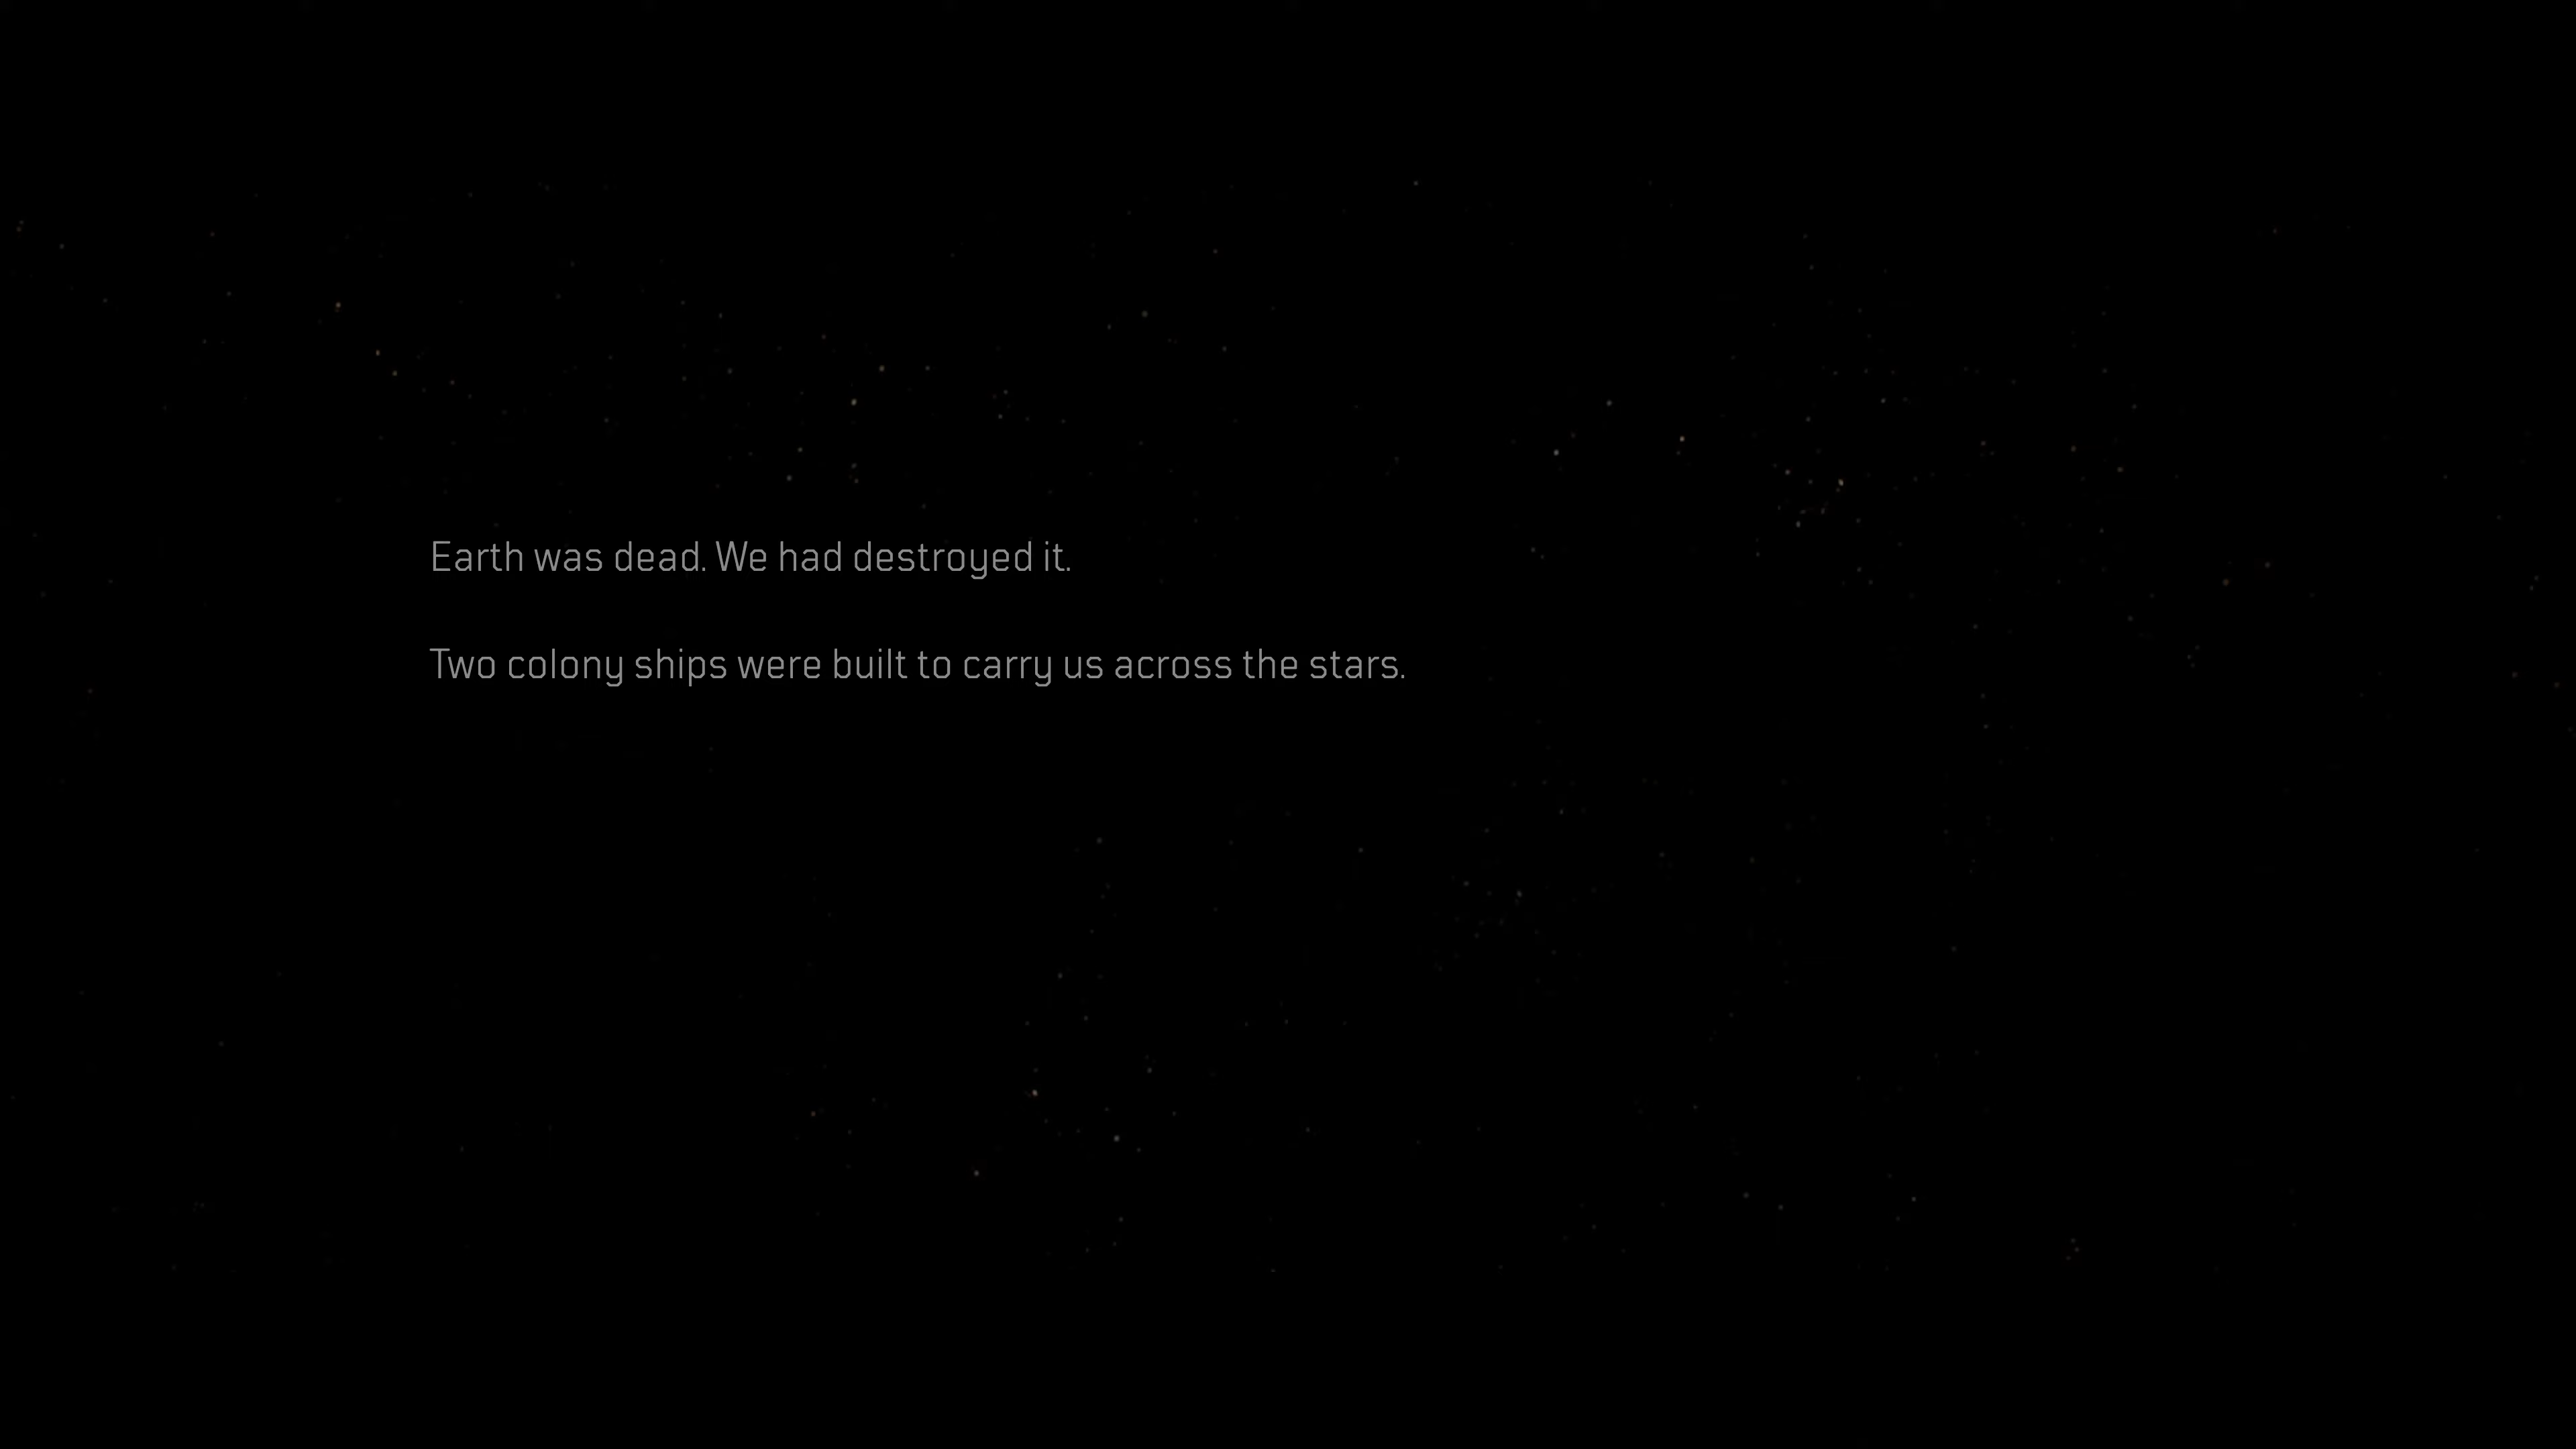 Earth was dead. We had destroyed it.
Two colony ships were built to carry us across the stars.